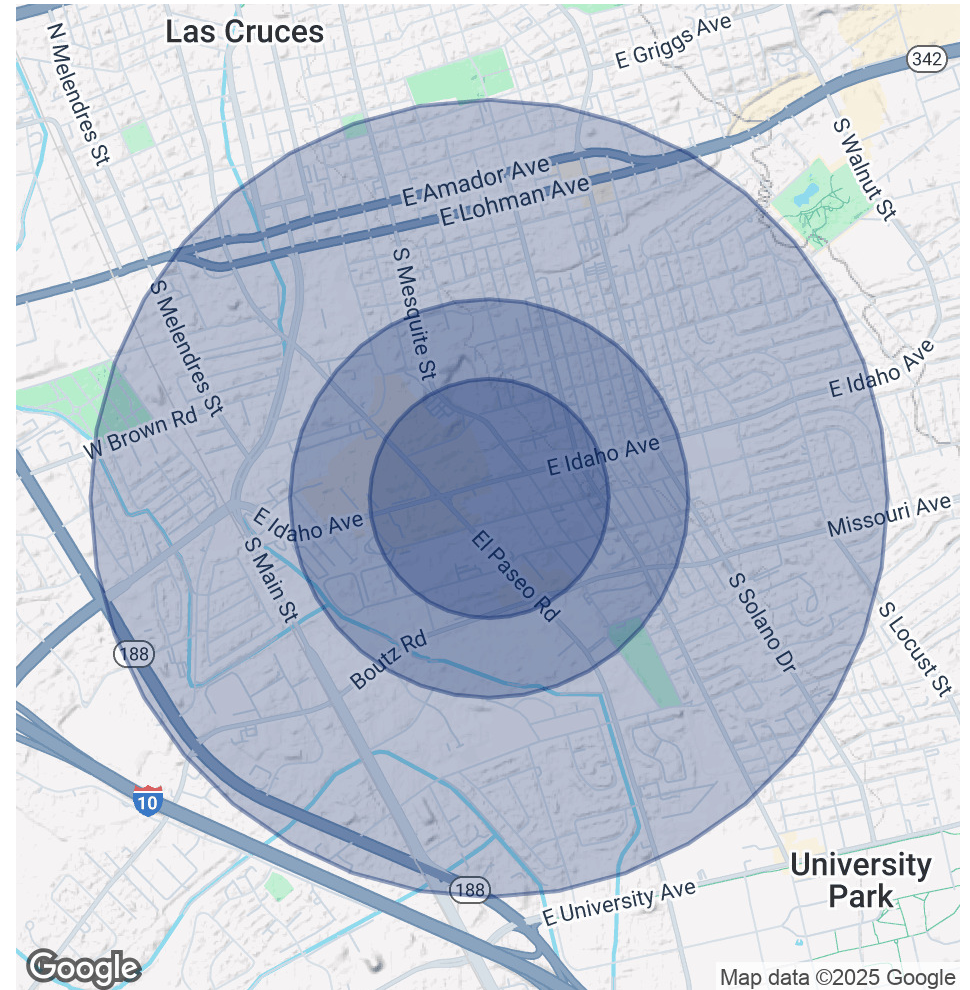 Las Cruces
E Griggs Ave
342
N Melendres St
S Walnut St
E Amador Ave
E Lohman Ave
S Mesquite St
S Melendres St
E Idaho Ave
W Brown Rd
E Idaho Ave
E Idaho Ave
Missouri Ave
S Main St
El Paseo Rd
S Solano Dr
S Locust St
188
Boutz Rd
10
University
Park
188
E University Ave
Google
Map data ©2025 Google